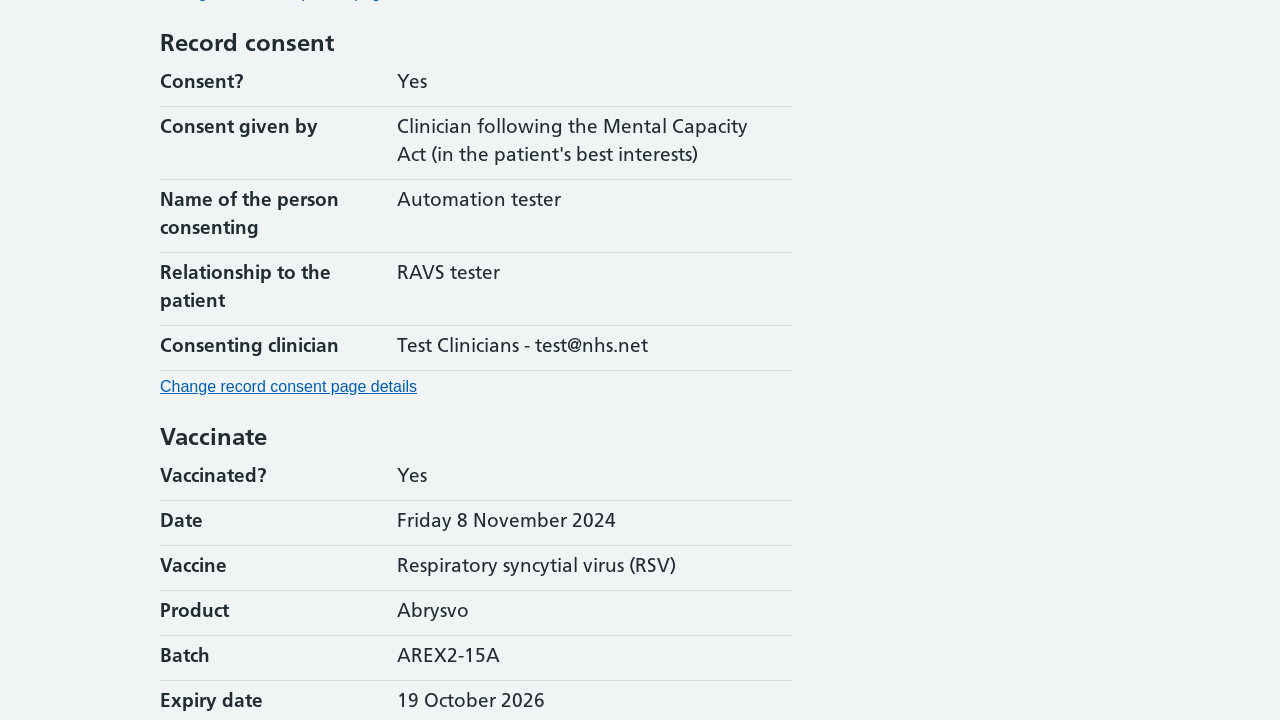 Record consent
Consent? Yes
Consent given by Clinician following the Mental Capacity
Act (in the patient's best interests)
Name of the person Automation tester
consenting
Relationship to the RAVS tester
patient
Consenting clinician Test Clinicians - test@nhs.net
Change record consent page details
Vaccinate
Vaccinated? Yes
Date Friday 8 November 2024
Vaccine Respiratory syncytial virus (RSV)
Product Abrysvo
Batch AREX2-15A
Expiry date 19 October 2026